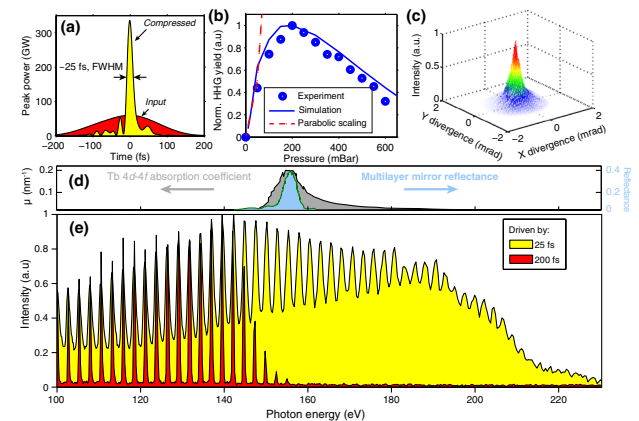 (a)
Compressed
~25 fs, FWHM
Input
Peak power (GW)
300
200
100
0
−200 −100 0 100 200
Time (fs)
(b)
Norm. HHG yield (a.u)
1
0.8
0.6
0.4
0.2
0
0 200 400 600
Pressure (mBar)
Experiment
Simulation
Parabolic scaling
(c)
Intensity (a.u.)
1
0.5
0
2
0
−2
Y divergence (mrad)
−2
0
2
X divergence (mrad)
(d)
μ (nm⁻¹)
0.2
0.1
0
Tb 4d-4f absorption coefficient
Multilayer mirror reflectance
0.4
0.2
0
Reflectance
(e)
Intensity (a.u)
1
0.8
0.6
0.4
0.2
0
Driven by:
25 fs
200 fs
100 120 140 160 180 200 220
Photon energy (eV)